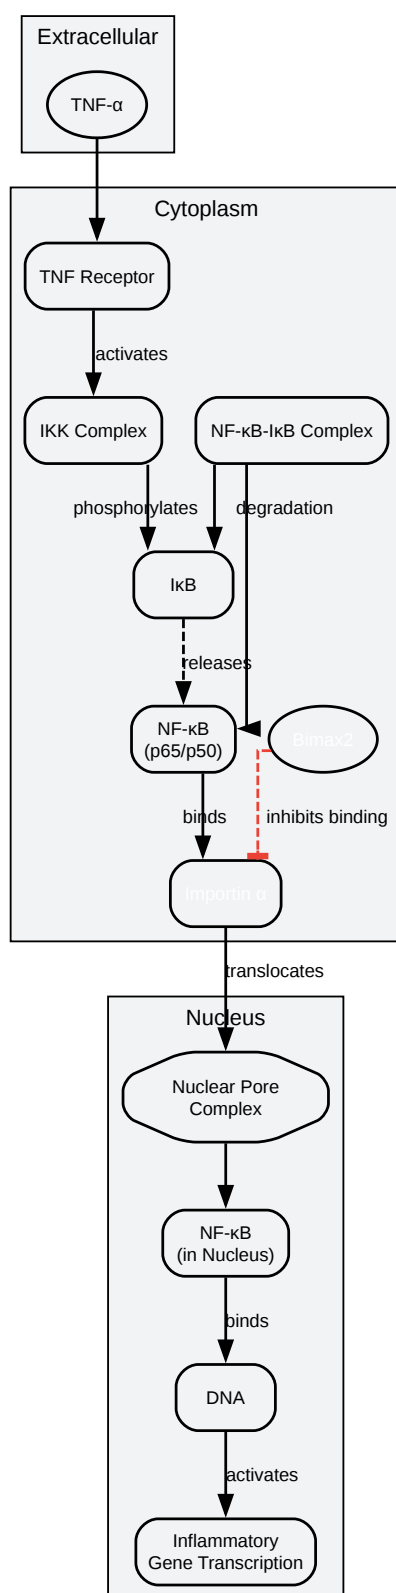 Extracellular
TNF-α
Cytoplasm
TNF Receptor
activates
IKK Complex
NF-κB-IκB Complex
phosphorylates
degradation
IκB
releases
NF-κB
(p65/p50)
Bimax2
binds
inhibits binding
Importin α
translocates
Nucleus
Nuclear Pore
Complex
NF-κB
(in Nucleus)
binds
DNA
activates
Inflammatory
Gene Transcription